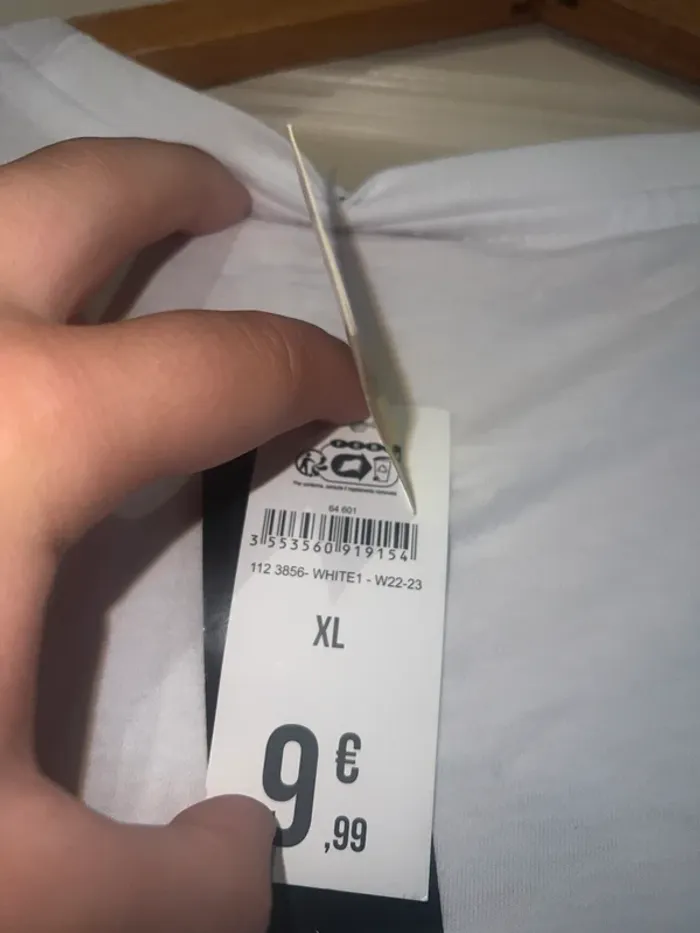 64 601
3 553560 919154
112 3856- WHITE1 - W22-23
XL
9 €
,99